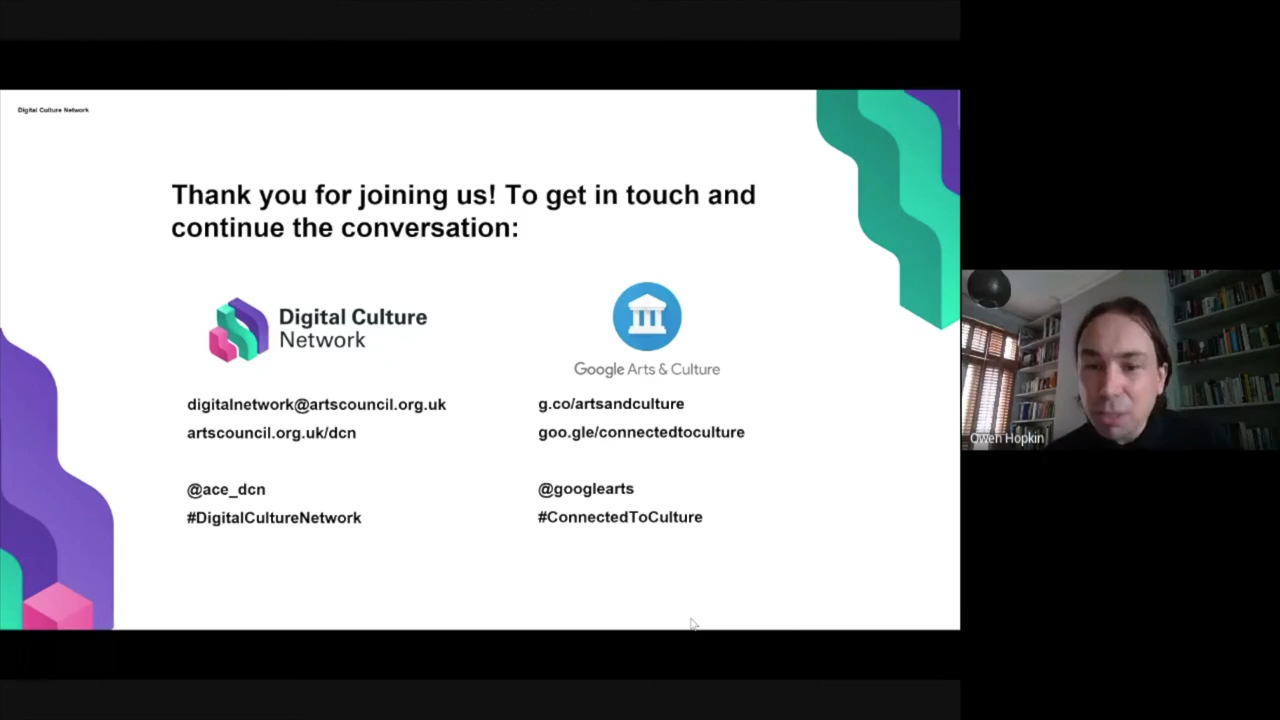 Digital Culture Network
Thank you for joining us! To get in touch and
continue the conversation:
Digital Culture
Network
digitalnetwork@artscouncil.org.uk
artscouncil.org.uk/dcn
@ace_dcn
#DigitalCultureNetwork
Google Arts & Culture
g.co/artsandculture
goo.gle/connectedtoculture
@googlearts
#ConnectedToCulture
Owen Hopkin